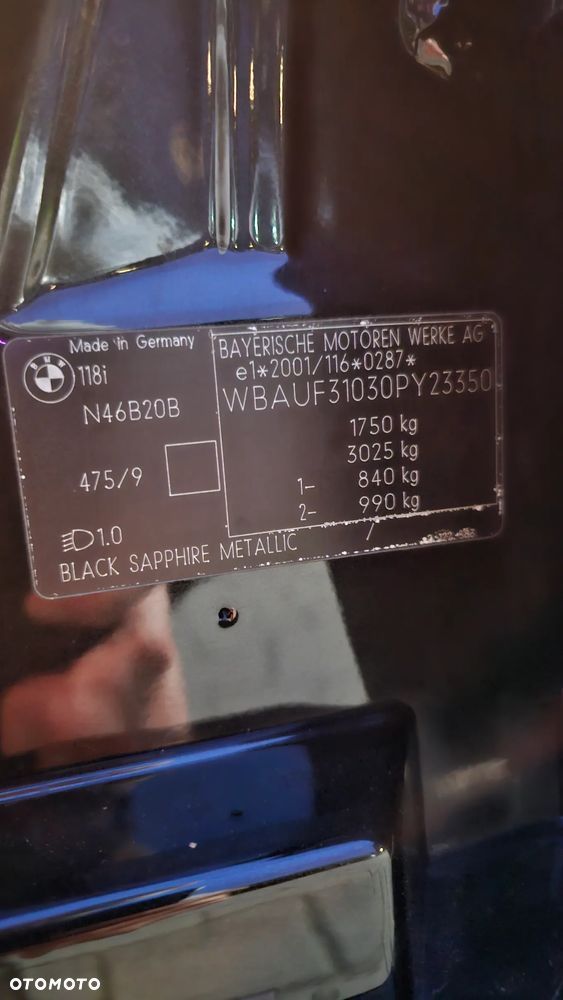 Made in Germany
BMW
118i
N46B20B
475/9
1.0
BLACK SAPPHIRE METALLIC
BAYERISCHE MOTOREN WERKE AG
e1*2001/116*0287*
WBAUF31030PY23350
1750 kg
3025 kg
1- 840 kg
2- 990 kg
/
OTOMOTO